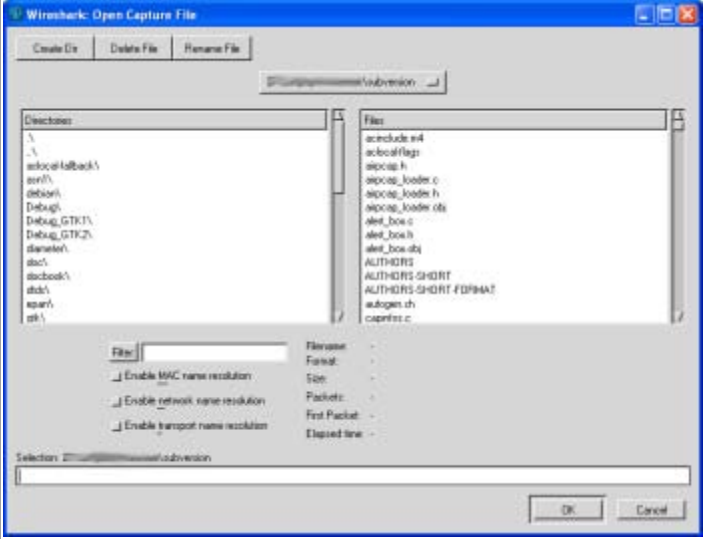 Wireshark: Open Capture File
Create Dir Delete File Rename File
\subversion
Directories
.\
..\
aclocal-fallback\
asn1\
debian\
Debug\
Debug_GTK1\
Debug_GTK2\
diameter\
doc\
docbook\
dtds\
epan\
gtk\
Files
acinclude.m4
aclocal-flags
airpcap.h
airpcap_loader.c
airpcap_loader.h
airpcap_loader.obj
alert_box.c
alert_box.h
alert_box.obj
AUTHORS
AUTHORS-SHORT
AUTHORS-SHORT-FORMAT
autogen.sh
capinfos.c
Filter:
Enable MAC name resolution
Enable network name resolution
Enable transport name resolution
Filename: -
Format: -
Size: -
Packets: -
First Packet: -
Elapsed time: -
Selection: \subversion
OK Cancel